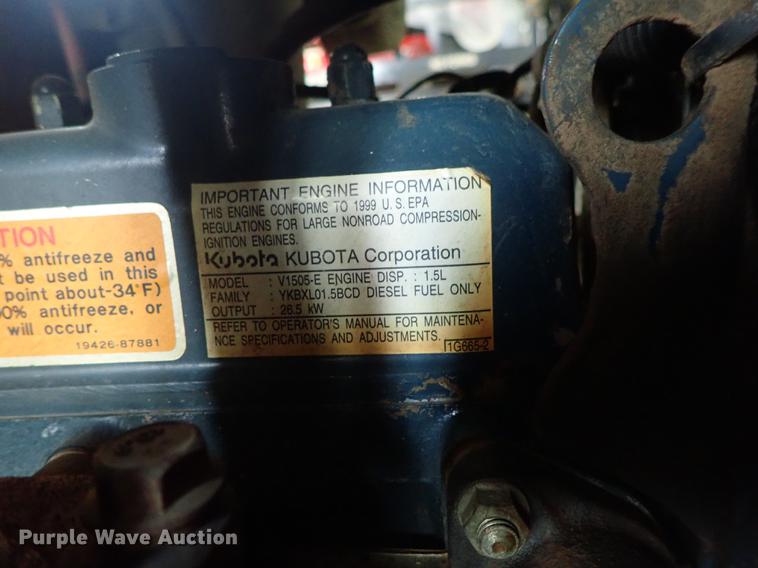 TION
% antifreeze and
t be used in this
point about-34°F)
0% antifreeze, or
will occur.
19426-87881
IMPORTANT ENGINE INFORMATION
THIS ENGINE CONFORMS TO 1999 U.S.EPA
REGULATIONS FOR LARGE NONROAD COMPRESSION-
IGNITION ENGINES.
Kubota KUBOTA Corporation
MODEL : V1505-E ENGINE DISP. : 1.5L
FAMILY : YKBXL01.5BCD DIESEL FUEL ONLY
OUTPUT : 26.5 kW
REFER TO OPERATOR'S MANUAL FOR MAINTENA-
NCE SPECIFICATIONS AND ADJUSTMENTS.
1G665-2
Purple Wave Auction